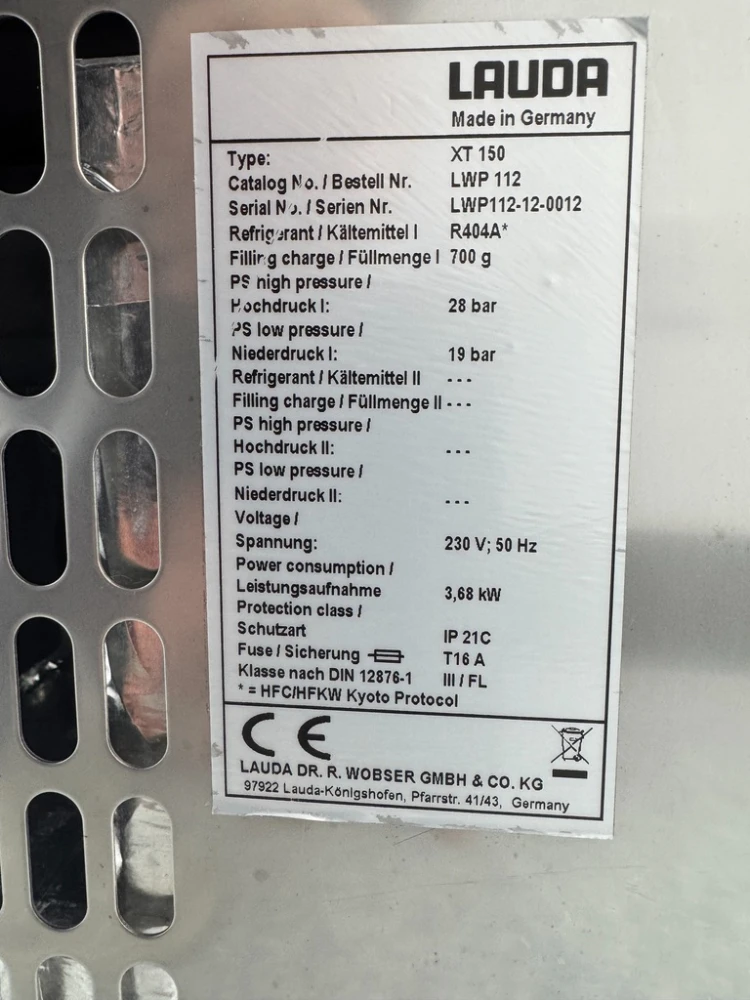 LAUDA
Made in Germany
Type: XT 150
Catalog No. / Bestell Nr. LWP 112
Serial No. / Serien Nr. LWP112-12-0012
Refrigerant / Kältemittel I R404A*
Filling charge / Füllmenge I 700 g
PS high pressure /
Hochdruck I: 28 bar
PS low pressure /
Niederdruck I: 19 bar
Refrigerant / Kältemittel II - - -
Filling charge / Füllmenge II - - -
PS high pressure /
Hochdruck II: - - -
PS low pressure /
Niederdruck II: - - -
Voltage /
Spannung: 230 V; 50 Hz
Power consumption /
Leistungsaufnahme 3,68 kW
Protection class /
Schutzart IP 21C
Fuse / Sicherung T16 A
Klasse nach DIN 12876-1 III / FL
* = HFC/HFKW Kyoto Protocol
CE
LAUDA DR. R. WOBSER GMBH & CO. KG
97922 Lauda-Königshofen, Pfarrstr. 41/43, Germany